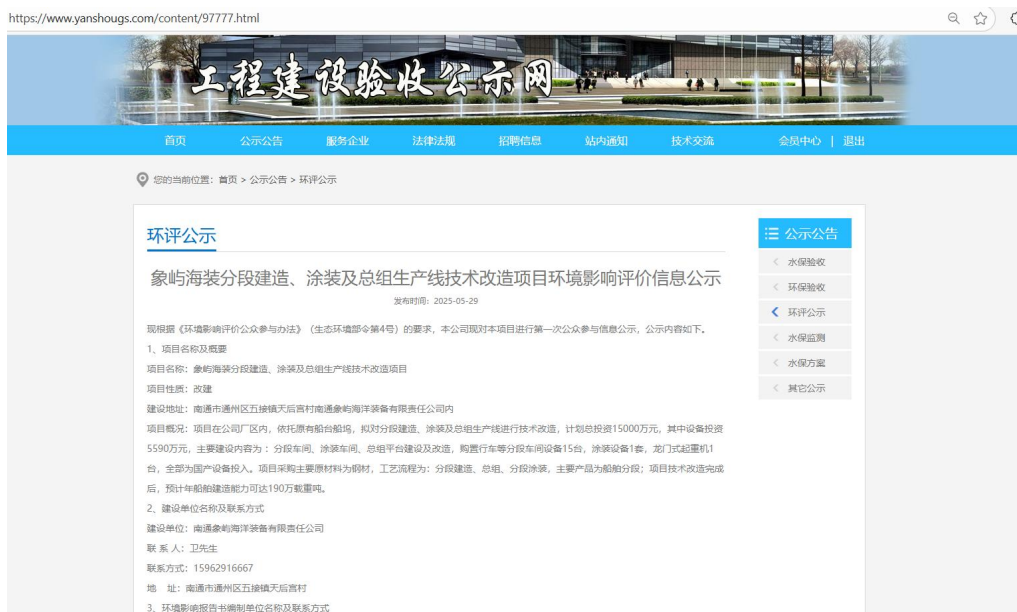 https://www.yanshougs.com/content/97777.html
工程建设验收公示网
首页 公示公告 服务企业 法律法规 招聘信息 站内通知 技术交流 会员中心 | 退出
您的当前位置：首页 > 公示公告 > 环评公示
环评公示
象屿海装分段建造、涂装及总组生产线技术改造项目环境影响评价信息公示
发布时间：2025-05-29
现根据《环境影响评价公众参与办法》（生态环境部令第4号）的要求，本公司现对本项目进行第一次公众参与信息公示，公示内容如下。
1、项目名称及概要
项目名称：象屿海装分段建造、涂装及总组生产线技术改造项目
项目性质：改建
建设地址：南通市通州区五接镇天后宫村南通象屿海洋装备有限责任公司内
项目概况：项目在公司厂区内，依托原有船台船坞，拟对分段建造、涂装及总组生产线进行技术改造，计划总投资15000万元，其中设备投资
5590万元，主要建设内容为：分段车间、涂装车间、总组平台建设及改造，购置行车等分段车间设备15台，涂装设备1套，龙门式起重机1
台，全部为国产设备投入。项目采购主要原材料为钢材，工艺流程为：分段建造、总组、分段涂装，主要产品为船舶分段；项目技术改造完成
后，预计年船舶建造能力可达190万载重吨。
2、建设单位名称及联系方式
建设单位：南通象屿海洋装备有限责任公司
联 系 人：卫先生
联系方式：15962916667
地 址：南通市通州区五接镇天后宫村
3、环境影响报告书编制单位名称及联系方式
公示公告
水保验收
环保验收
环评公示
水保监测
水保方案
其它公示